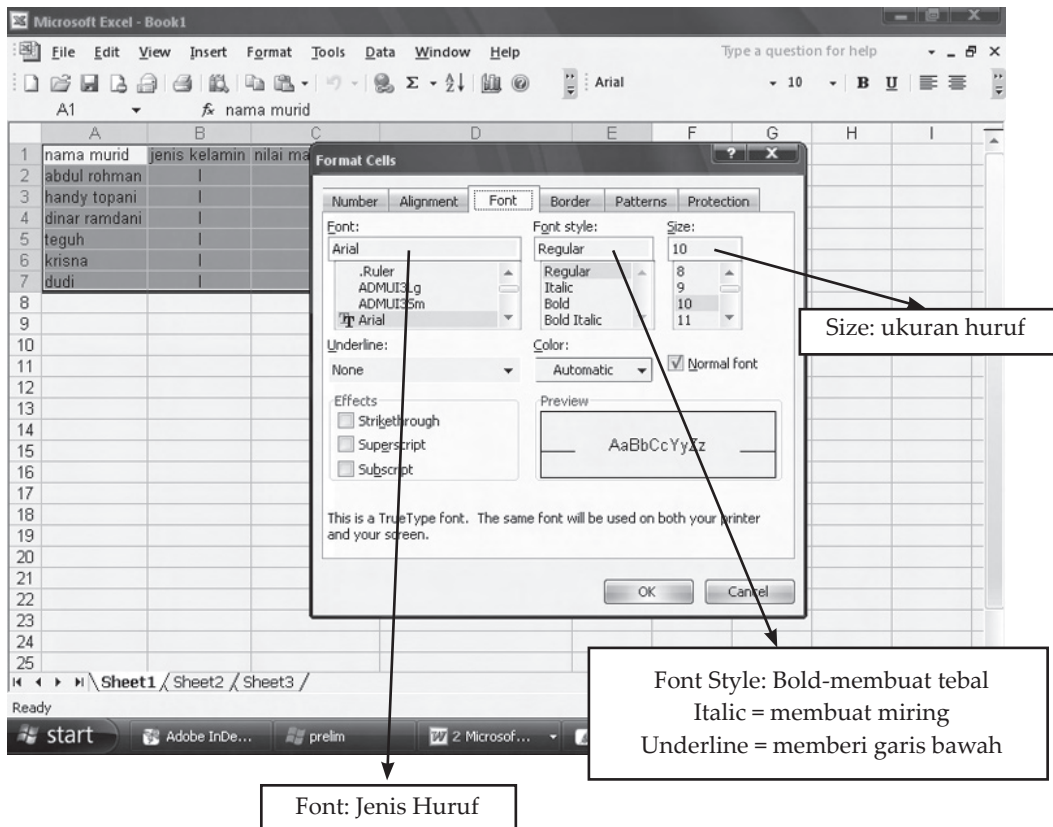 Microsoft Excel - Book1
File Edit View Insert Format Tools Data Window Help Type a question for help
Arial 10 B U
A1 fx nama murid
A B C D E F G H I
1 nama murid jenis kelamin nilai ma
2 abdul rohman l
3 handy topani l
4 dinar ramdani l
5 teguh l
6 krisna l
7 dudi l
8
9
10
11
12
13
14
15
16
17
18
19
20
21
22
23
24
25
Format Cells
Number Alignment Font Border Patterns Protection
Font: Font style: Size:
Arial Regular 10
.Ruler Regular 8
ADMUI3Lg Italic 9
ADMUI3Sm Bold 10
Arial Bold Italic 11
Underline: Color:
None Automatic Normal font
Effects Preview
Strikethrough
Superscript AaBbCcYyZz
Subscript
This is a TrueType font. The same font will be used on both your printer
and your screen.
OK Cancel
Size: ukuran huruf
Sheet1 Sheet2 Sheet3
Ready
start Adobe InDe... prelim 2 Microsof...
Font Style: Bold-membuat tebal
Italic = membuat miring
Underline = memberi garis bawah
Font: Jenis Huruf